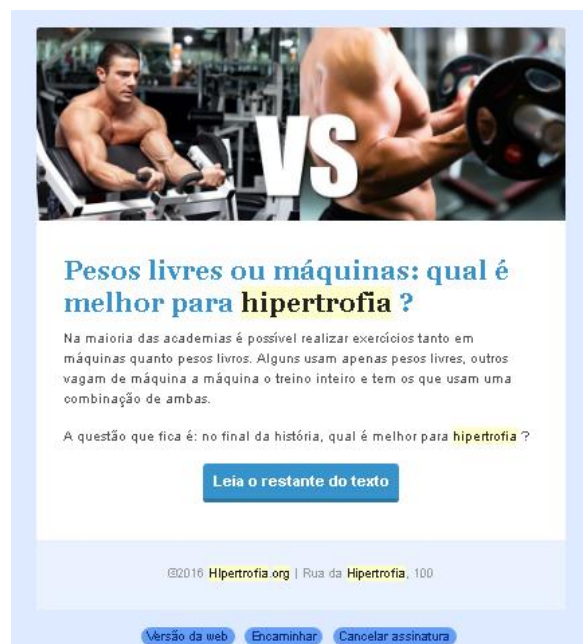 VS
Pesos livres ou máquinas: qual é
melhor para hipertrofia ?
Na maioria das academias é possível realizar exercícios tanto em
máquinas quanto pesos livros. Alguns usam apenas pesos livres, outros
vagam de máquina a máquina o treino inteiro e tem os que usam uma
combinação de ambas.
A questão que fica é: no final da história, qual é melhor para hipertrofia ?
Leia o restante do texto
©2016 HIpertrofia.org | Rua da Hipertrofia, 100
Versão da web Encaminhar Cancelar assinatura